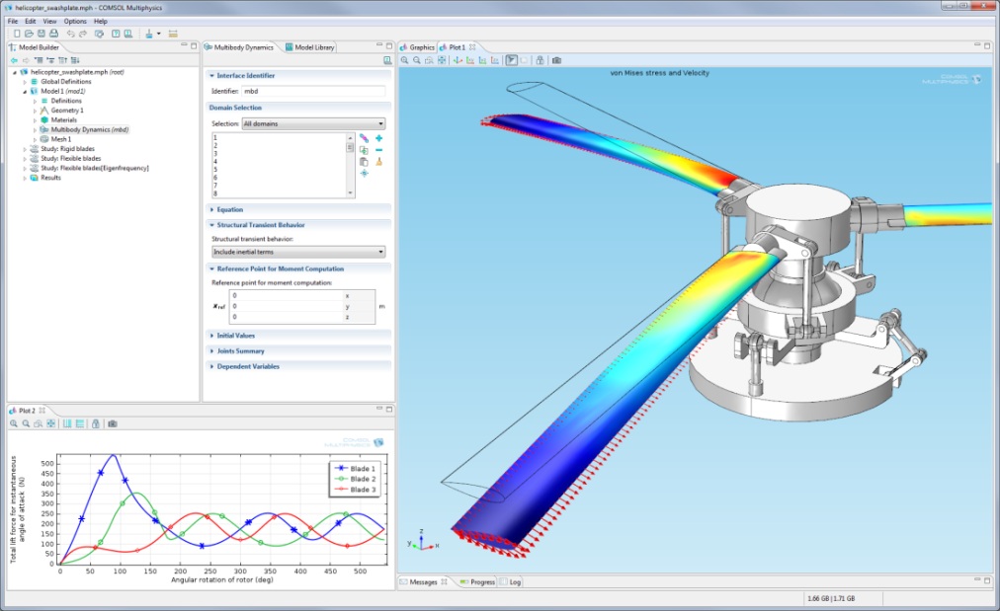 helicopter_swashplate.mph - COMSOL Multiphysics
File Edit View Options Help
Model Builder
helicopter_swashplate.mph (root)
Global Definitions
Model 1 (mod1)
Definitions
Geometry 1
Materials
Multibody Dynamics (mbd)
Mesh 1
Study: Rigid blades
Study: Flexible blades
Study: Flexible blades[Eigenfrequency]
Results
Multibody Dynamics Model Library
Interface Identifier
Identifier: mbd
Domain Selection
Selection: All domains
1
2
3
4
5
6
7
8
Equation
Structural Transient Behavior
Structural transient behavior:
Include inertial terms
Reference Point for Moment Computation
Reference point for moment computation:
xref
0 x
0 y
0 z
m
Initial Values
Joints Summary
Dependent Variables
Graphics Plot 1
von Mises stress and Velocity
COMSOL
MULTIPHYSICS
z
y
x
Plot 2
COMSOL
MULTIPHYSICS
Total lift force for instantaneous
angle of attack (N)
500
450
400
350
300
250
200
150
100
50
0
Blade 1
Blade 2
Blade 3
0 50 100 150 200 250 300 350 400 450 500
Angular rotation of rotor (deg)
Messages Progress Log
1.66 GB | 1.71 GB